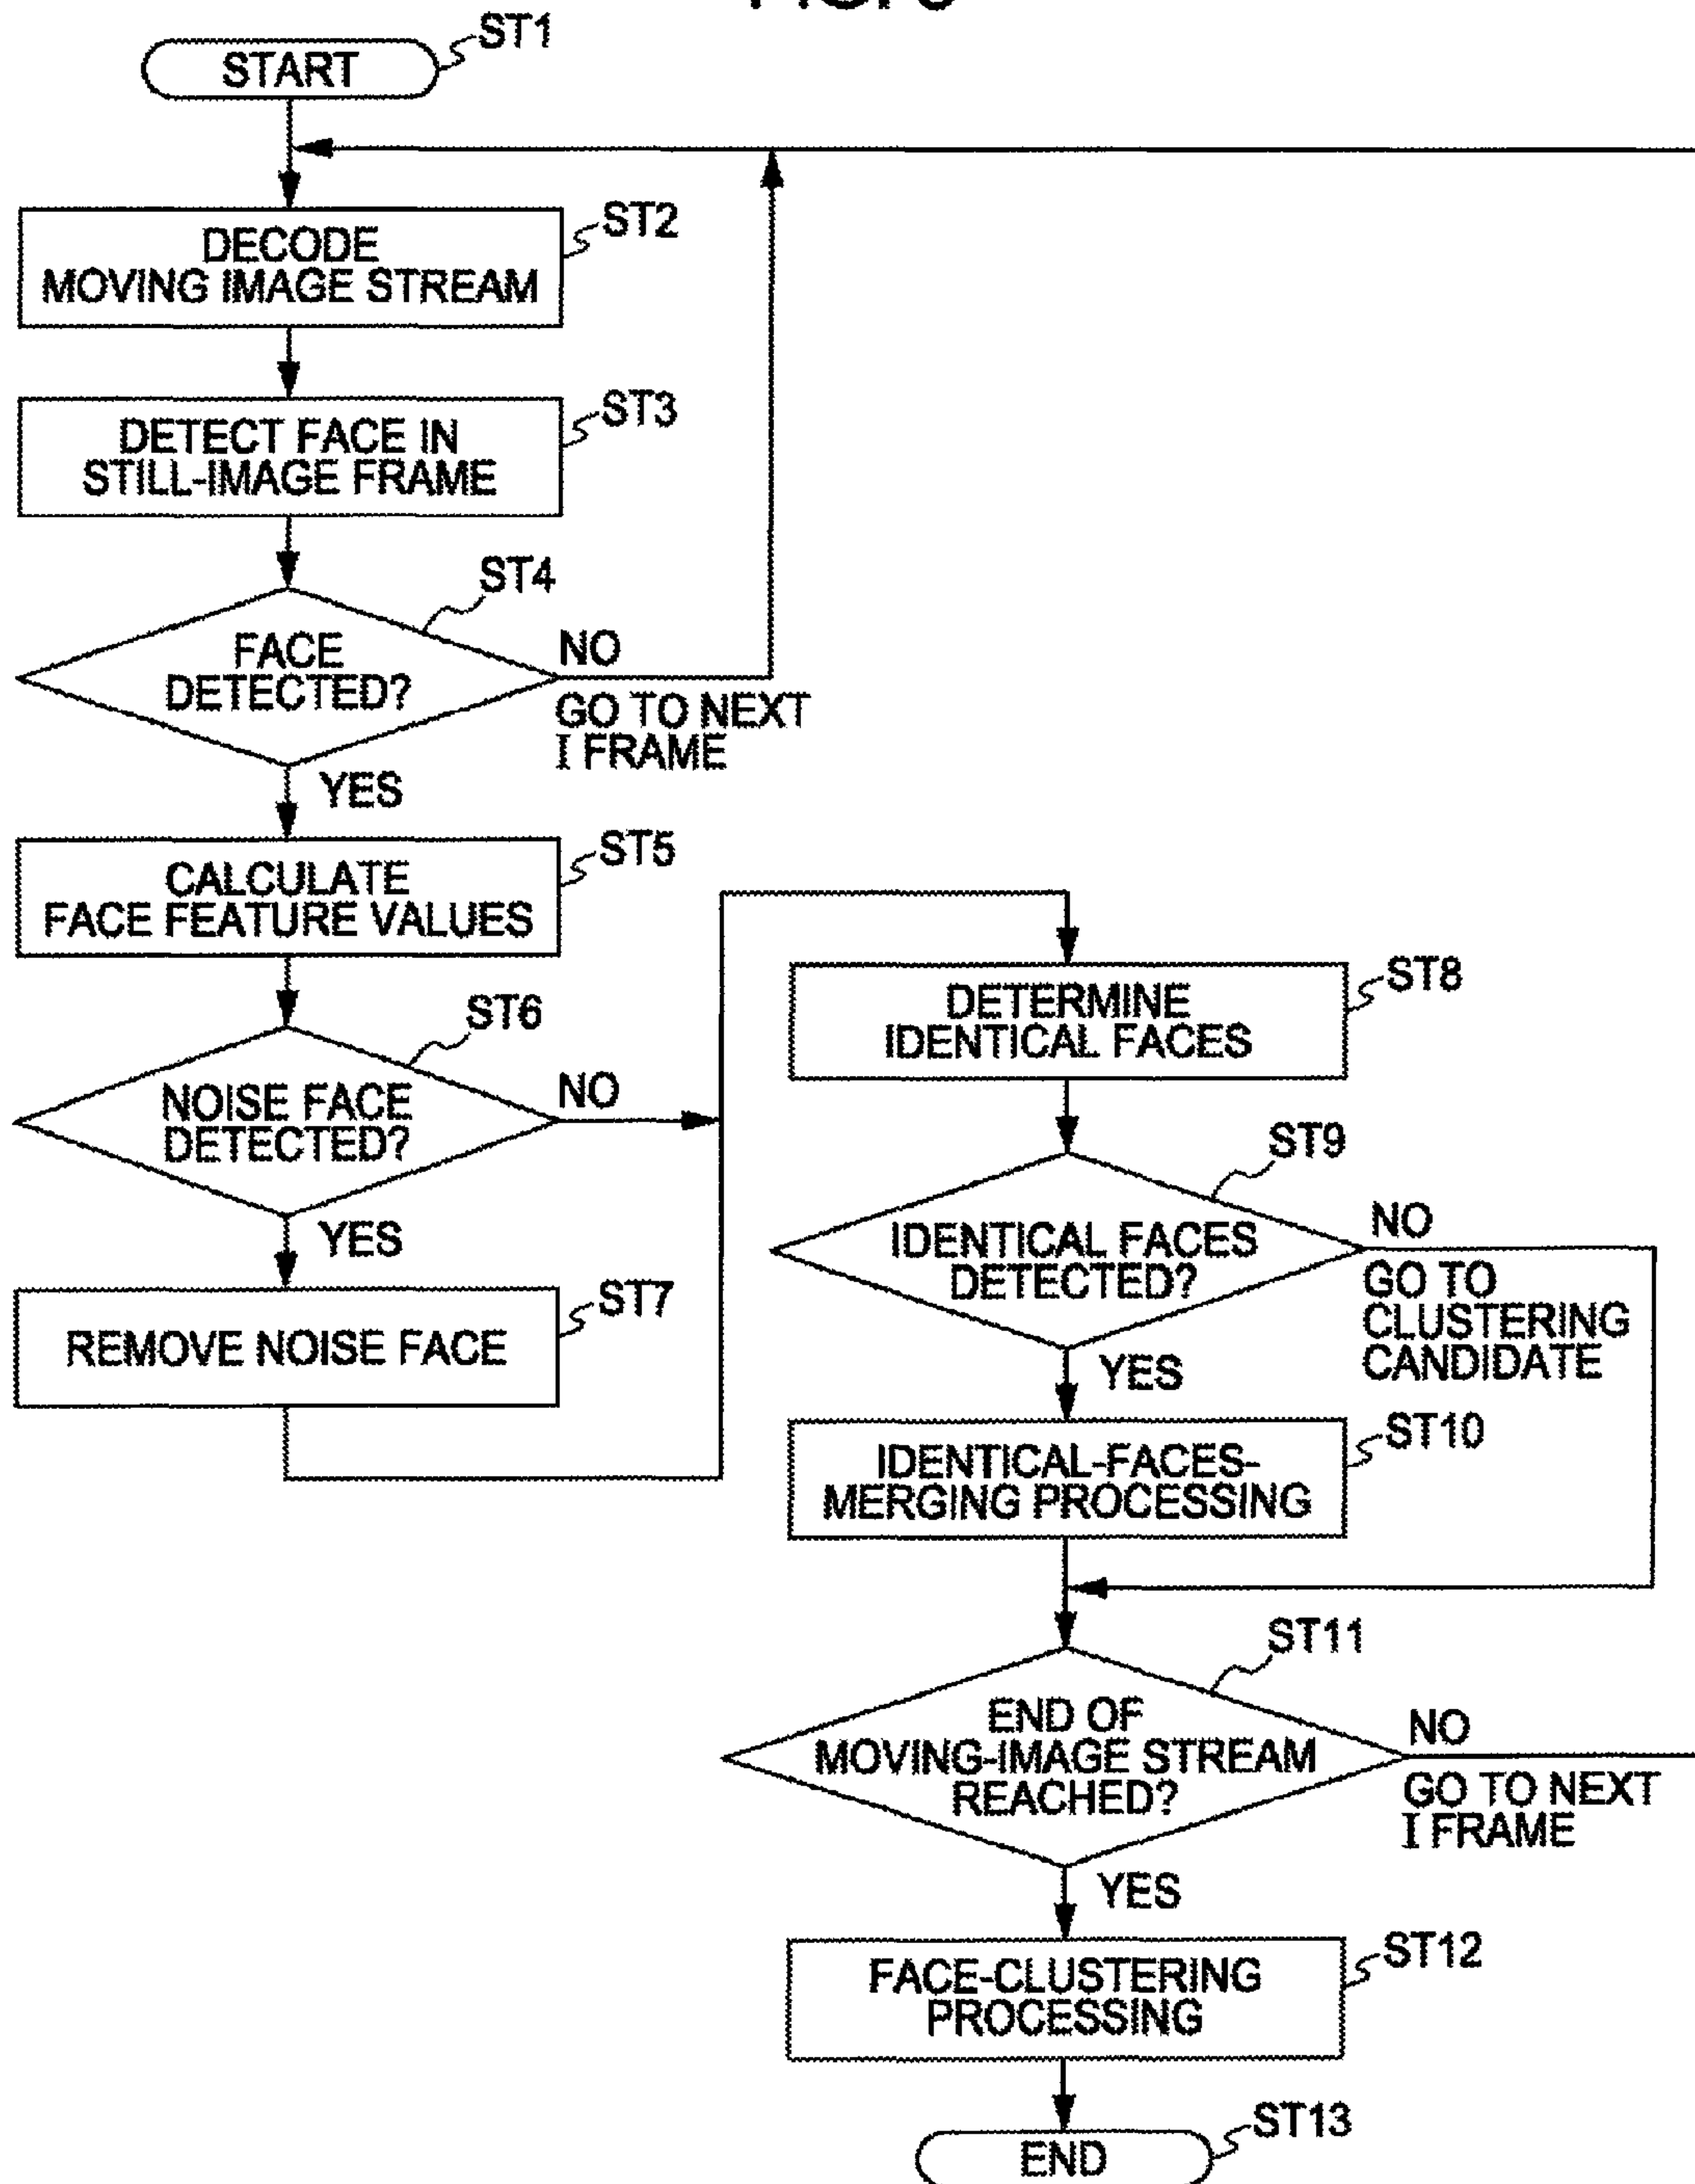 START
ST1
DECODE
MOVING IMAGE STREAM
ST2
DETECT FACE IN
STILL-IMAGE FRAME
ST3
ST4
FACE
DETECTED?
NO
GO TO NEXT
I FRAME
YES
CALCULATE
FACE FEATURE VALUES
ST5
ST6
NOISE FACE
DETECTED?
NO
YES
REMOVE NOISE FACE
ST7
DETERMINE
IDENTICAL FACES
ST8
ST9
IDENTICAL FACES
DETECTED?
NO
GO TO
CLUSTERING
CANDIDATE
YES
IDENTICAL-FACES-
MERGING PROCESSING
ST10
ST11
END OF
MOVING-IMAGE STREAM
REACHED?
NO
GO TO NEXT
I FRAME
YES
FACE-CLUSTERING
PROCESSING
ST12
END
ST13